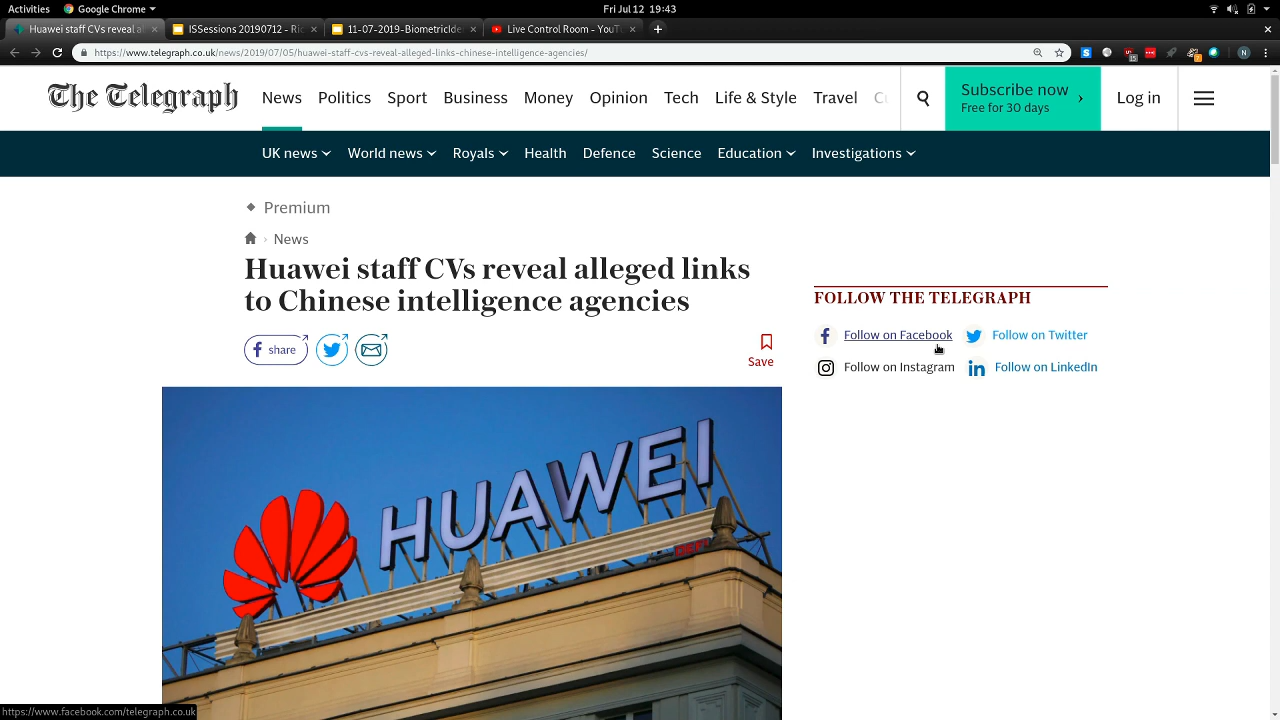 Activities Google Chrome Fri Jul 12 19:43
Huawei staff CVs reveal al ISSessions 20190712 - Ric 11-07-2019-BiometricIde Live Control Room - YouT
https://www.telegraph.co.uk/news/2019/07/05/huawei-staff-cvs-reveal-alleged-links-chinese-intelligence-agencies/
The Telegraph News Politics Sport Business Money Opinion Tech Life & Style Travel
Subscribe now
Free for 30 days
Log in
UK news World news Royals Health Defence Science Education Investigations
Premium
News
Huawei staff CVs reveal alleged links
to Chinese intelligence agencies
share
Save
FOLLOW THE TELEGRAPH
Follow on Facebook Follow on Twitter
Follow on Instagram Follow on LinkedIn
HUAWEI
https://www.facebook.com/telegraph.co.uk